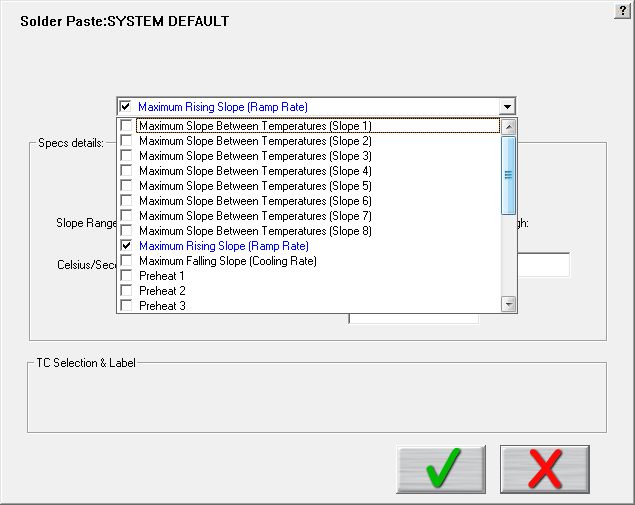 Solder Paste:SYSTEM DEFAULT
?
Maximum Rising Slope (Ramp Rate)
Maximum Slope Between Temperatures (Slope 1)
Maximum Slope Between Temperatures (Slope 2)
Specs details:
Maximum Slope Between Temperatures (Slope 3)
Maximum Slope Between Temperatures (Slope 4)
Maximum Slope Between Temperatures (Slope 5)
Maximum Slope Between Temperatures (Slope 6)
Maximum Slope Between Temperatures (Slope 7)
Slope Range
Maximum Slope Between Temperatures (Slope 8)
Maximum Rising Slope (Ramp Rate)
Maximum Falling Slope (Cooling Rate)
Celsius/Seco
Preheat 1
Preheat 2
Preheat 3
TC Selection & Label